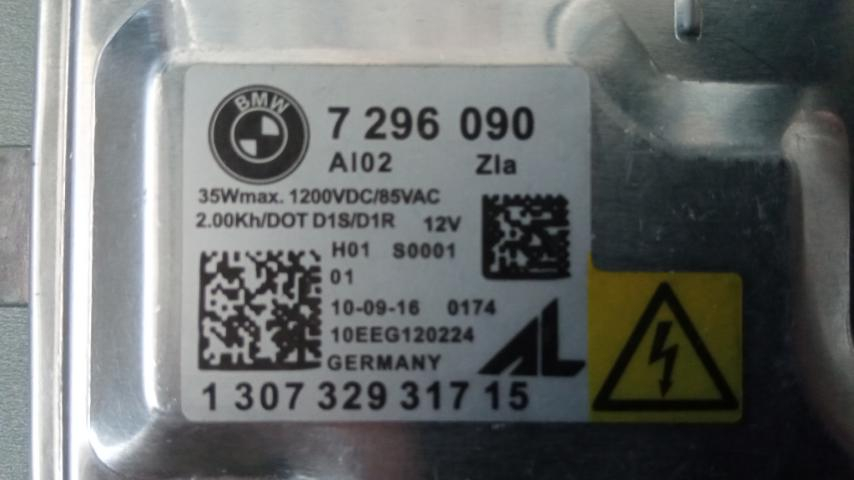 BMW
7 296 090
AI02 ZIa
35Wmax. 1200VDC/85VAC
2.00Kh/DOT D1S/D1R 12V
H01 S0001
01
10-09-16 0174
10EEG120224
GERMANY
AL
1 307 329 317 15